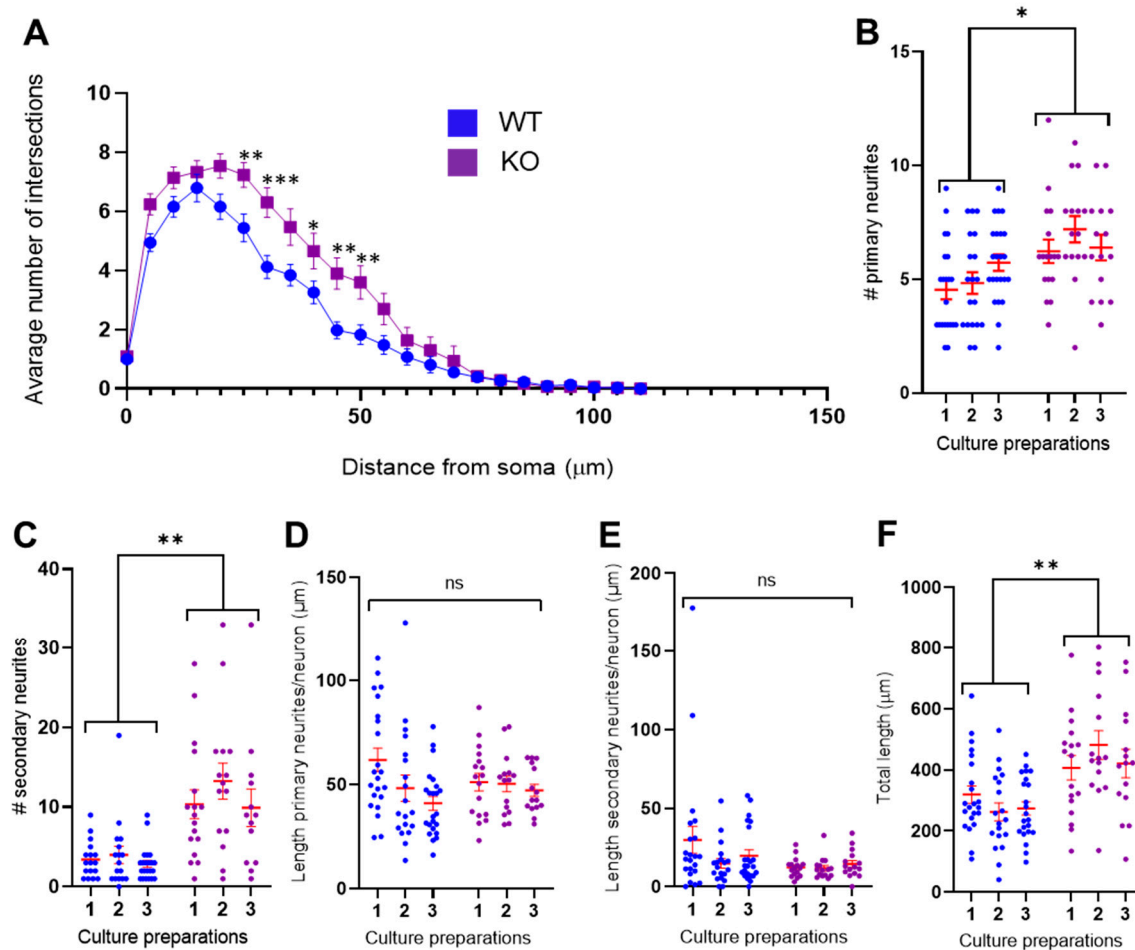 A
Avarage number of intersections
10
8
6
4
2
0
WT
KO
**
***
*
**
**
0
50
100
150
Distance from soma (μm)
B
*
# primary neurites
15
10
5
0
1 2 3 1 2 3
Culture preparations
C
**
# secondary neurites
40
30
20
10
0
1 2 3 1 2 3
Culture preparations
D
ns
Length primary neurites/neuron (μm)
150
100
50
0
1 2 3 1 2 3
Culture preparations
E
ns
Length secondary neurites/neuron (μm)
200
150
100
50
0
1 2 3 1 2 3
Culture preparations
F
**
Total length (μm)
1000
800
600
400
200
0
1 2 3 1 2 3
Culture preparations